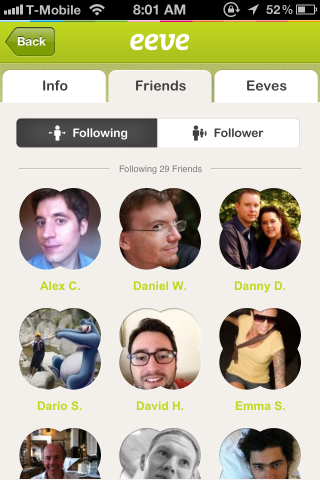 T-Mobile 8:01 AM 52%
Back eeve
Info Friends Eeves
Following Follower
Following 29 Friends
Alex C. Daniel W. Danny D.
Dario S. David H. Emma S.